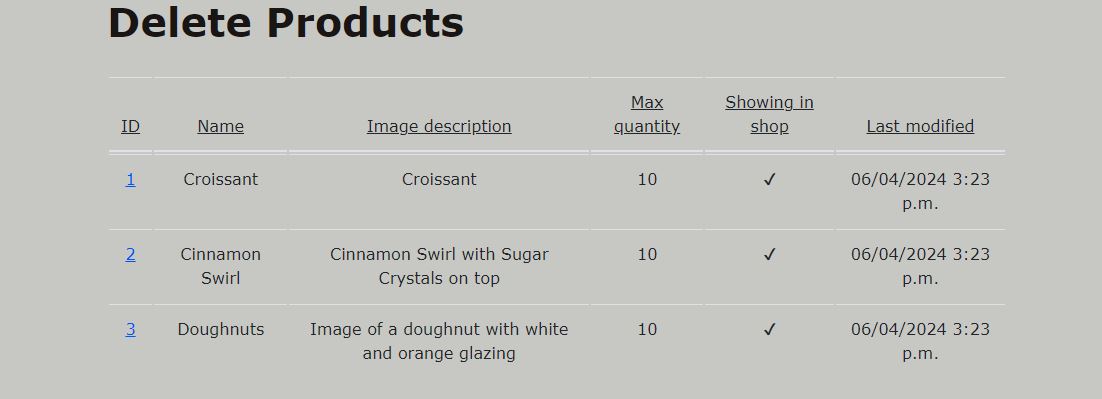 Delete Products
Max Showing in
ID Name Image description quantity shop Last modified
1 Croissant Croissant 10 ✓ 06/04/2024 3:23
p.m.
2 Cinnamon Cinnamon Swirl with Sugar 10 ✓ 06/04/2024 3:23
Swirl Crystals on top p.m.
3 Doughnuts Image of a doughnut with white 10 ✓ 06/04/2024 3:23
and orange glazing p.m.